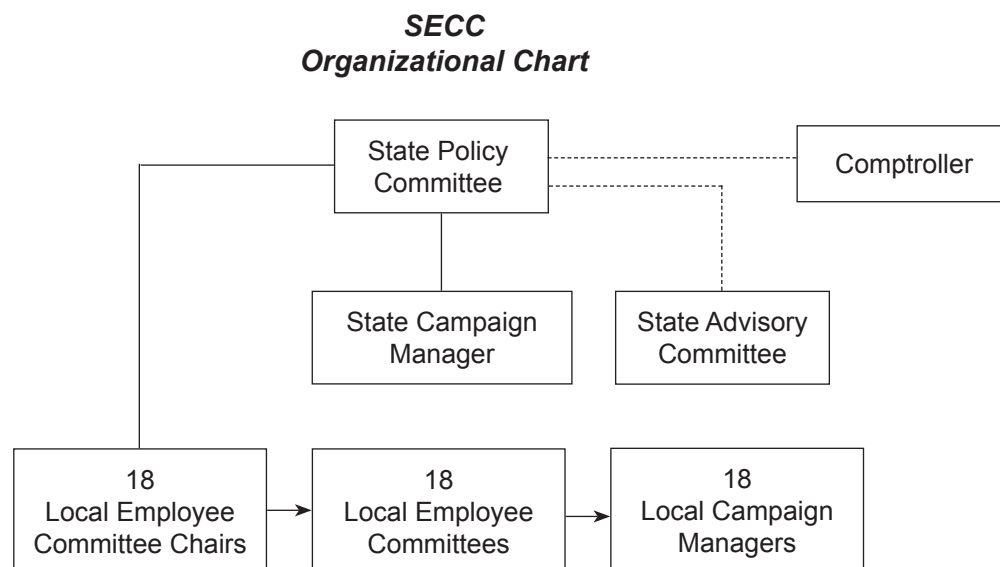 SECC
Organizational Chart
State Policy
Committee
Comptroller
State Campaign
Manager
State Advisory
Committee
18
Local Employee
Committee Chairs
18
Local Employee
Committees
18
Local Campaign
Managers